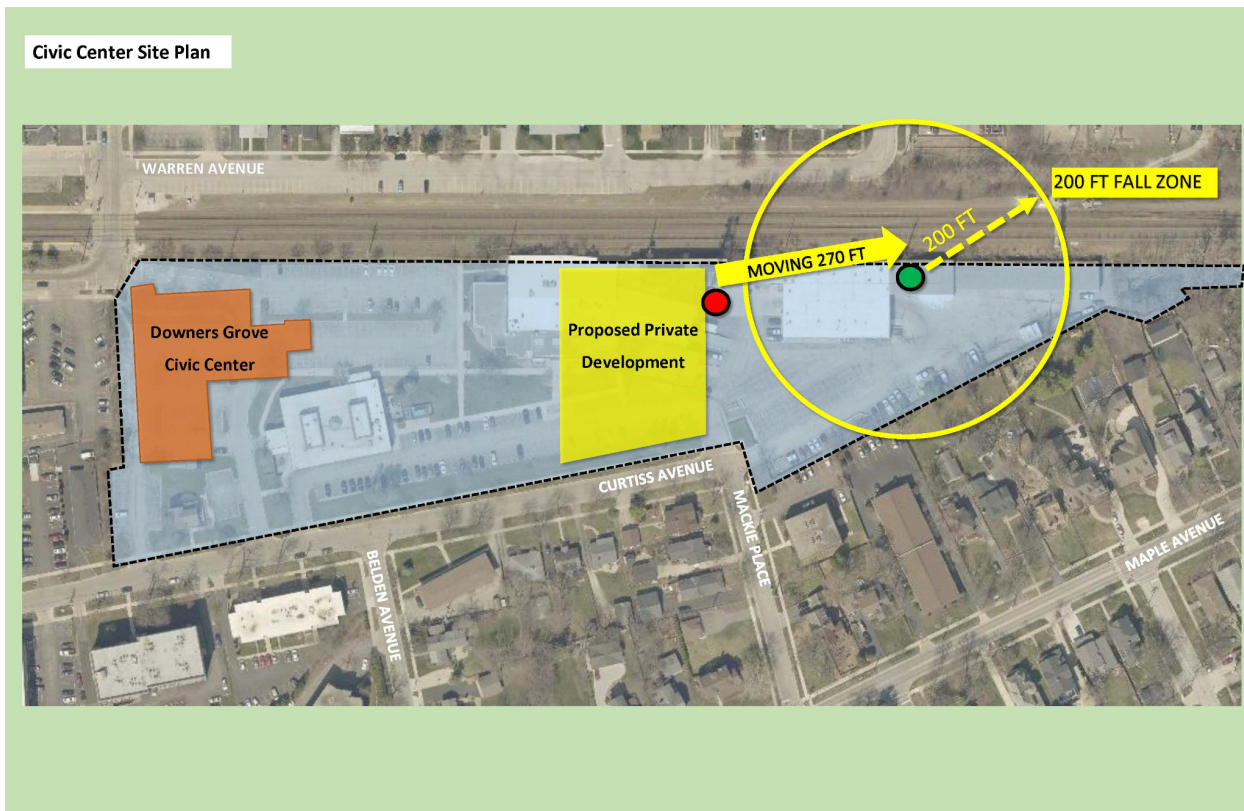 Civic Center Site Plan
WARREN AVENUE
200 FT FALL ZONE
200 FT
MOVING 270 FT
Downers Grove
Civic Center
Proposed Private
Development
CURTISS AVENUE
MACKIE PLACE
BELDEN AVENUE
MAPLE AVENUE